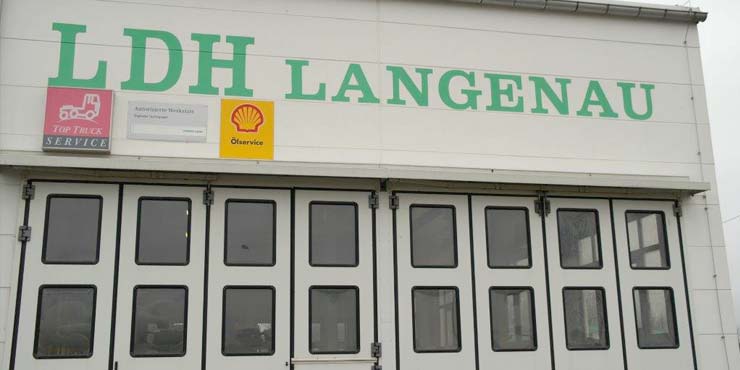 LDH LANGENAU
TOP TRUCK
SERVICE
Autorisierte Werkstatt
Ölservice